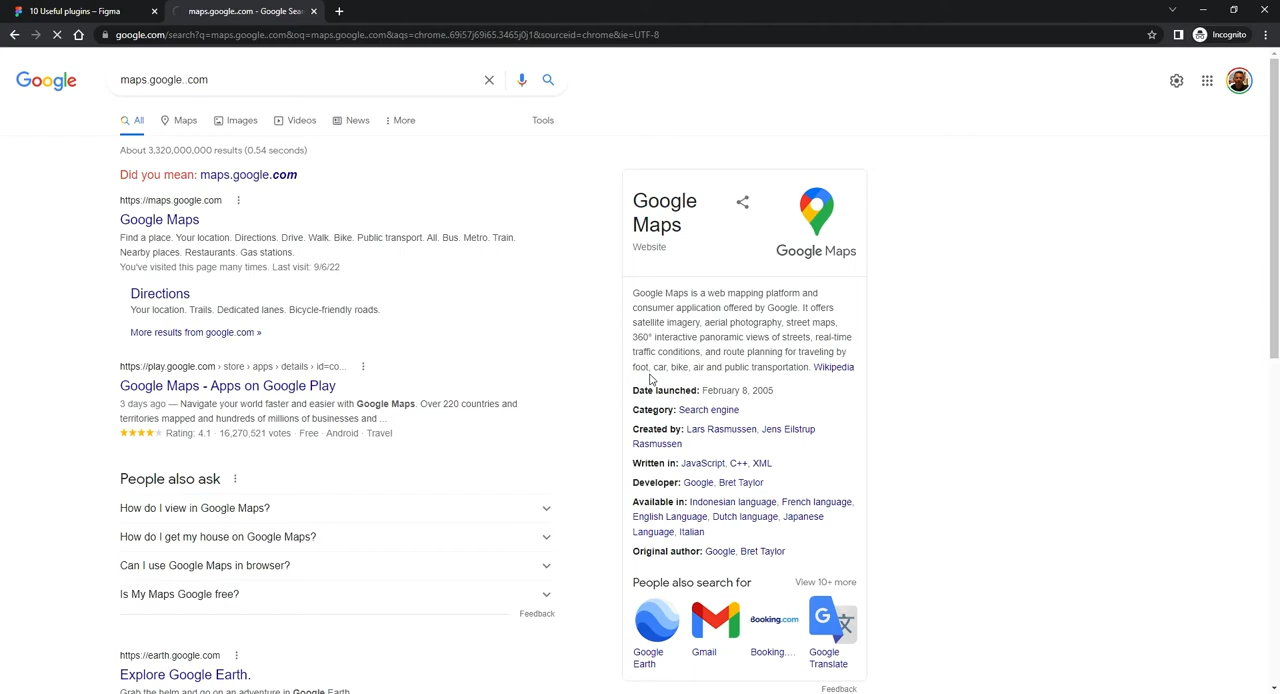 10 Useful plugins – Figma
maps.google..com - Google Sea
google.com/search?q=maps.google..com&oq=maps.google..com&aqs=chrome..69i57j69i65.3465j0j1&sourceid=chrome&ie=UTF-8
Incognito
Google
maps.google..com
All
Maps
Images
Videos
News
More
Tools
About 3,320,000,000 results (0.54 seconds)
Did you mean: maps.google.com
https://maps.google.com
Google Maps
Find a place. Your location. Directions. Drive. Walk. Bike. Public transport. All. Bus. Metro. Train.
Nearby places. Restaurants. Gas stations.
You've visited this page many times. Last visit: 9/6/22
Directions
Your location. Trails. Dedicated lanes. Bicycle-friendly roads.
More results from google.com »
https://play.google.com › store › apps › details › id=co...
Google Maps - Apps on Google Play
3 days ago — Navigate your world faster and easier with Google Maps. Over 220 countries and
territories mapped and hundreds of millions of businesses and ...
Rating: 4.1 · 16,270,521 votes · Free · Android · Travel
People also ask
How do I view in Google Maps?
How do I get my house on Google Maps?
Can I use Google Maps in browser?
Is My Maps Google free?
Feedback
https://earth.google.com
Explore Google Earth.
Grab the helm and go on an adventure in Google Earth.
Google
Maps
Website
Google Maps
Google Maps is a web mapping platform and
consumer application offered by Google. It offers
satellite imagery, aerial photography, street maps,
360° interactive panoramic views of streets, real-time
traffic conditions, and route planning for traveling by
foot, car, bike, air and public transportation. Wikipedia
Date launched: February 8, 2005
Category: Search engine
Created by: Lars Rasmussen, Jens Eilstrup
Rasmussen
Written in: JavaScript, C++, XML
Developer: Google, Bret Taylor
Available in: Indonesian language, French language,
English Language, Dutch language, Japanese
Language, Italian
Original author: Google, Bret Taylor
People also search for
View 10+ more
Booking.com
G
Google
Earth
Gmail
Booking....
Google
Translate
Feedback